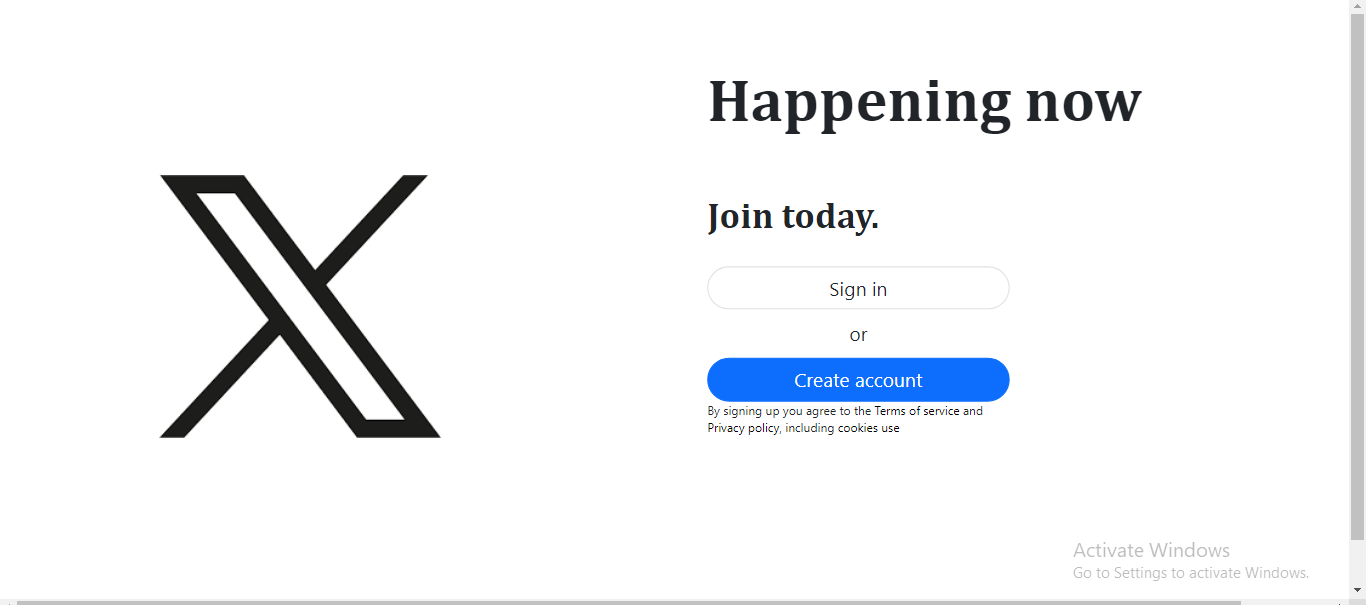 Happening now
Join today.
Sign in
or
Create account
By signing up you agree to the Terms of service and
Privacy policy, including cookies use
Activate Windows
Go to Settings to activate Windows.